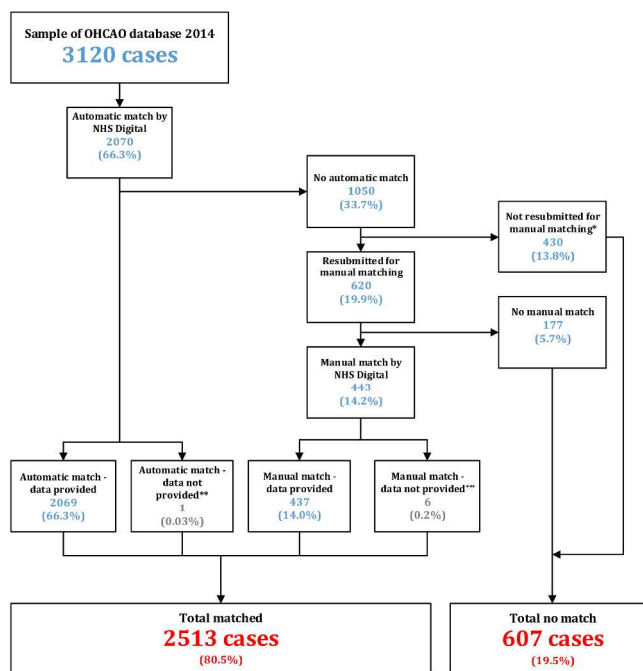 Sample of OHCAO database 2014
3120 cases
Automatic match by
NHS Digital
2070
(66.3%)
No automatic match
1050
(33.7%)
Not resubmitted for
manual matching*
430
(13.8%)
Resubmitted for
manual matching
620
(19.9%)
No manual match
177
(5.7%)
Manual match by
NHS Digital
443
(14.2%)
Automatic match -
data provided
2069
(66.3%)
Automatic match -
data not
provided**
1
(0.03%)
Manual match -
data provided
437
(14.0%)
Manual match -
data not provided***
6
(0.2%)
Total matched
2513 cases
(80.5%)
Total no match
607 cases
(19.5%)